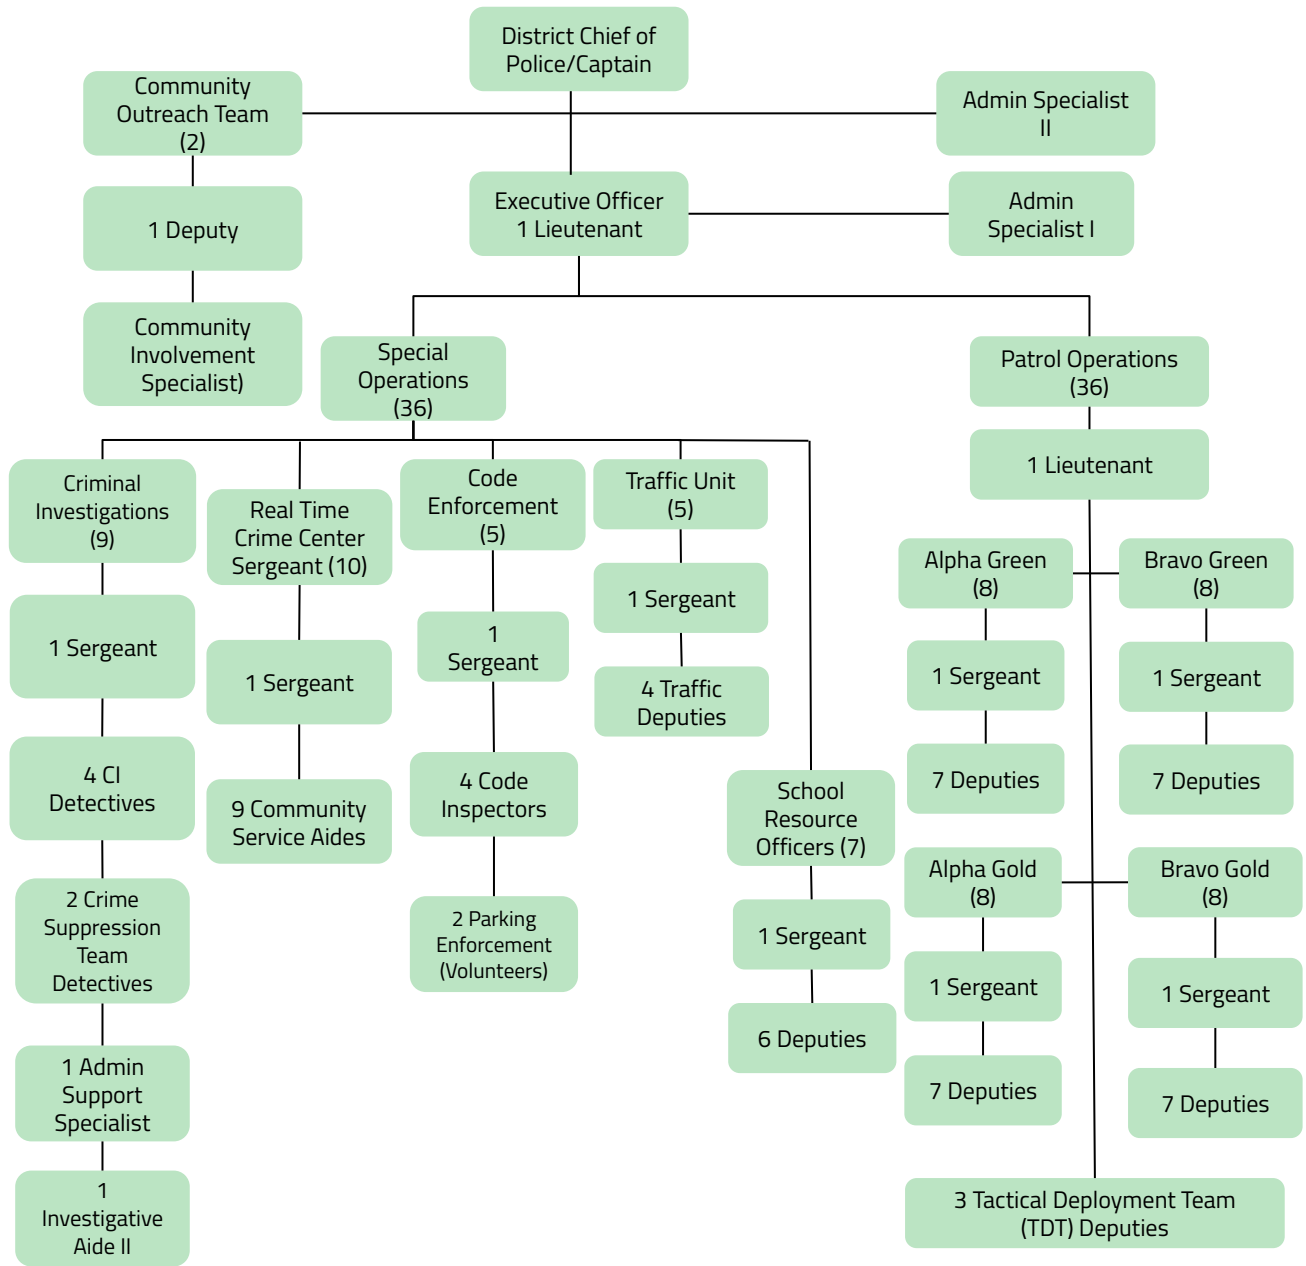 District Chief of
Police/Captain
Community
Outreach Team
(2)
Admin Specialist
II
1 Deputy
Executive Officer
1 Lieutenant
Admin
Specialist I
Community
Involvement
Specialist)
Special
Operations
(36)
Patrol Operations
(36)
1 Lieutenant
Criminal
Investigations
(9)
1 Sergeant
4 CI
Detectives
2 Crime
Suppression
Team
Detectives
1 Admin
Support
Specialist
1
Investigative
Aide II
Real Time
Crime Center
Sergeant (10)
1 Sergeant
9 Community
Service Aides
Code
Enforcement
(5)
1
Sergeant
4 Code
Inspectors
2 Parking
Enforcement
(Volunteers)
Traffic Unit
(5)
1 Sergeant
4 Traffic
Deputies
School
Resource
Officers (7)
1 Sergeant
6 Deputies
Alpha Green
(8)
1 Sergeant
7 Deputies
Bravo Green
(8)
1 Sergeant
7 Deputies
Alpha Gold
(8)
1 Sergeant
7 Deputies
Bravo Gold
(8)
1 Sergeant
7 Deputies
3 Tactical Deployment Team
(TDT) Deputies